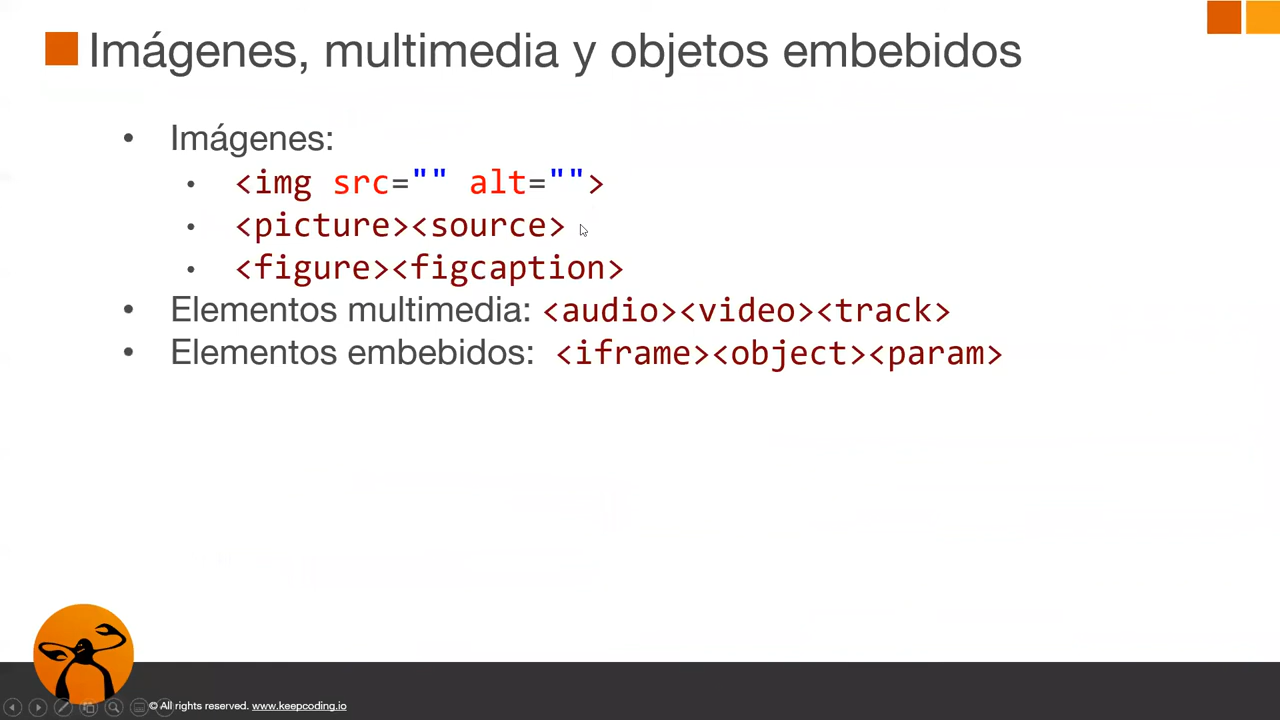 Imágenes, multimedia y objetos embebidos
• Imágenes:
• <img src="" alt="">
• <picture><source>
• <figure><figcaption>
• Elementos multimedia: <audio><video><track>
• Elementos embebidos: <iframe><object><param>
© All rights reserved. www.keepcoding.io